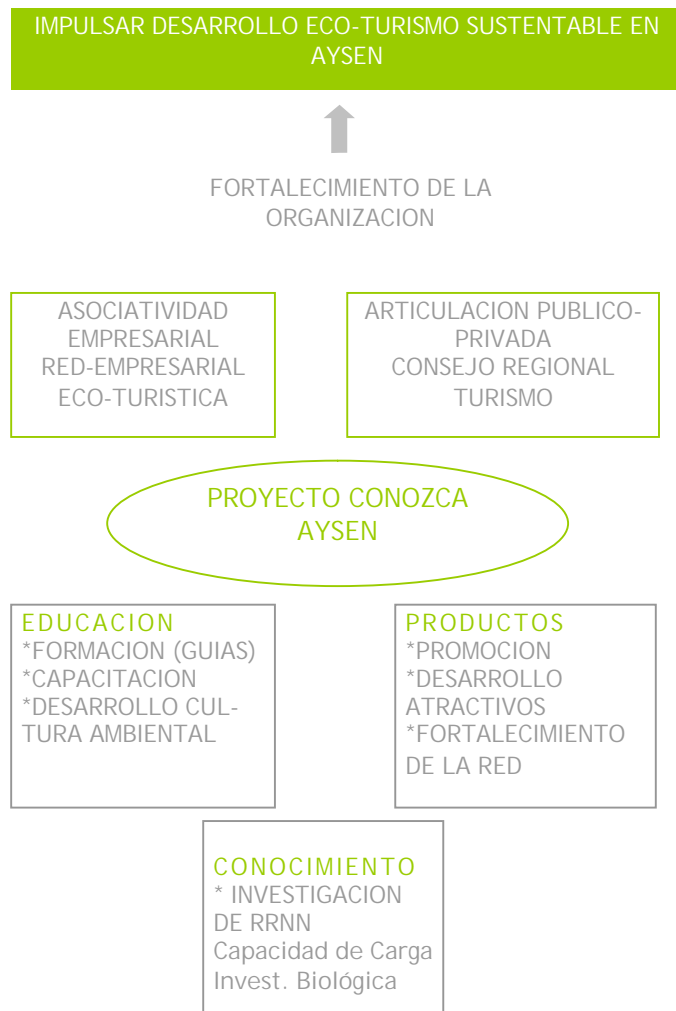 IMPULSAR DESARROLLO ECO-TURISMO SUSTENTABLE EN
AYSEN
FORTALECIMIENTO DE LA
ORGANIZACION
ASOCIATIVIDAD
EMPRESARIAL
RED-EMPRESARIAL
ECO-TURISTICA
ARTICULACION PUBLICO-
PRIVADA
CONSEJO REGIONAL
TURISMO
PROYECTO CONOZCA
AYSEN
EDUCACION
*FORMACION (GUIAS)
*CAPACITACION
*DESARROLLO CUL-
TURA AMBIENTAL
PRODUCTOS
*PROMOCION
*DESARROLLO
ATRACTIVOS
*FORTALECIMIENTO
DE LA RED
CONOCIMIENTO
* INVESTIGACION
DE RRNN
Capacidad de Carga
Invest. Biológica